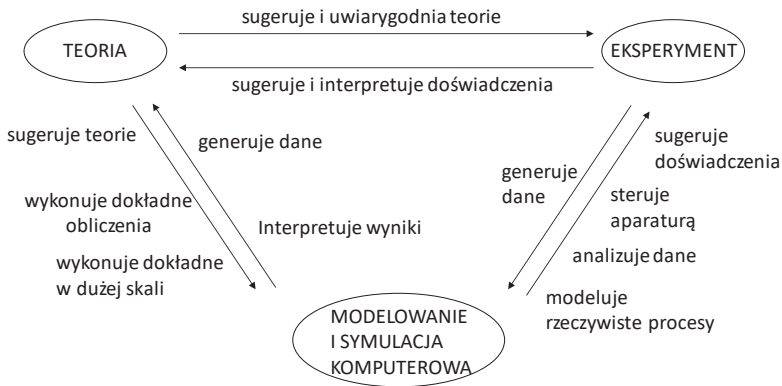 sugeruje i uwiarygodnia teorie
TEORIA
EKSPERYMENT
sugeruje i interpretuje doświadczenia
sugeruje teorie
generuje dane
wykonuje dokładne
obliczenia
Interpretuje wyniki
wykonuje dokładne
w dużej skali
generuje
dane
sugeruje
doświadczenia
steruje
aparaturą
analizuje dane
modeluje
rzeczywiste procesy
MODELOWANIE
I SYMULACJA
KOMPUTEROWA